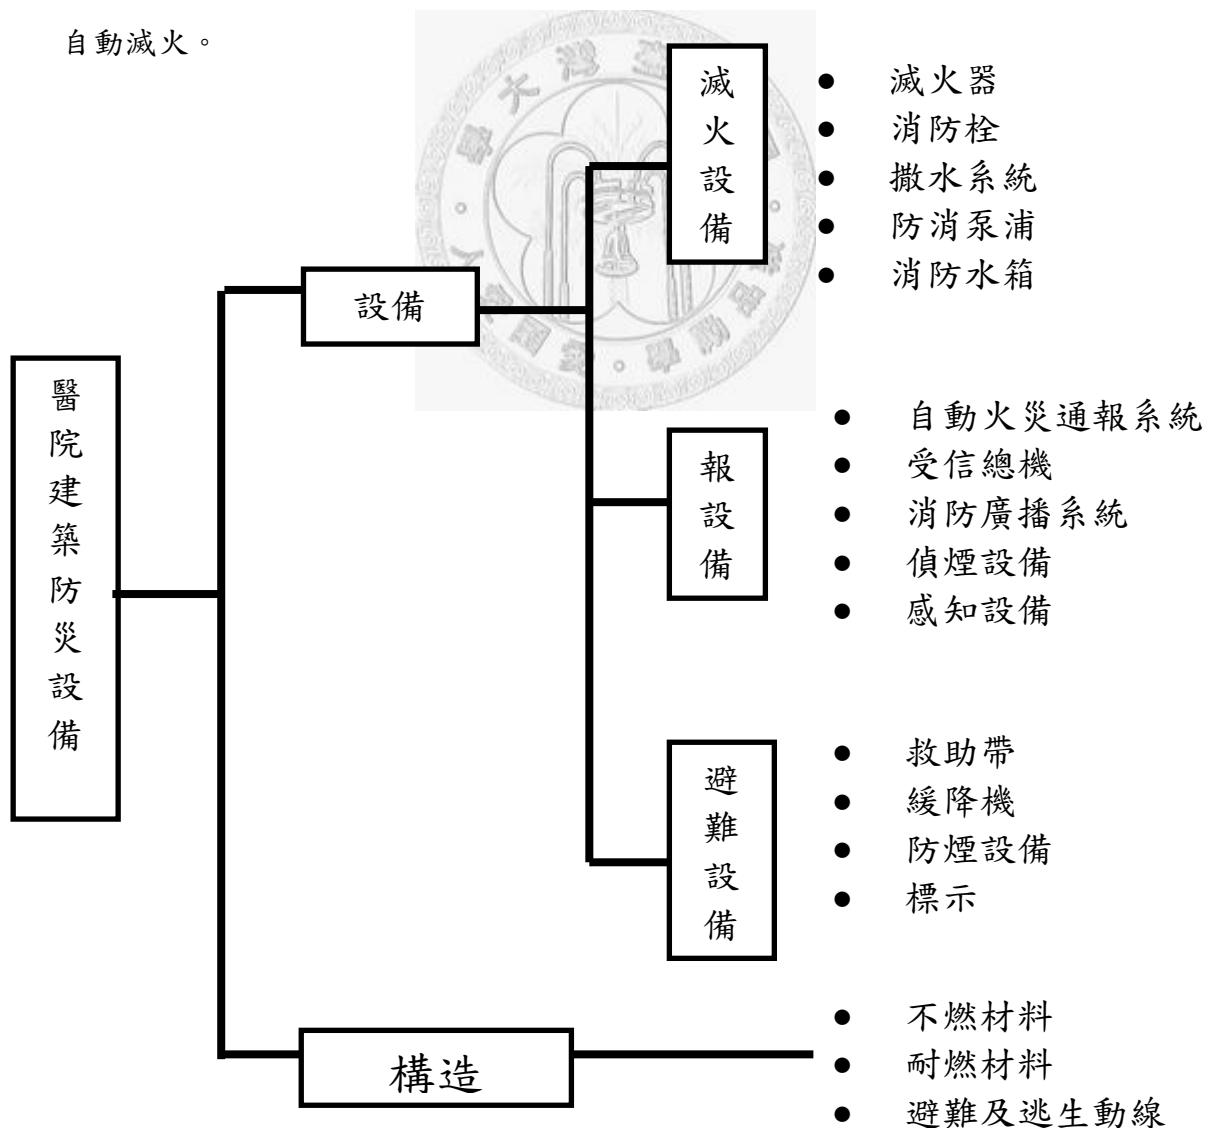 自動滅火。
滅火設備
滅火器
消防栓
撒水系統
防消泵浦
消防水箱
設備
醫院建築防災設備
報設備
自動火災通報系統
受信總機
消防廣播系統
偵煙設備
感知設備
避難設備
救助帶
緩降機
防煙設備
標示
構造
不燃材料
耐燃材料
避難及逃生動線